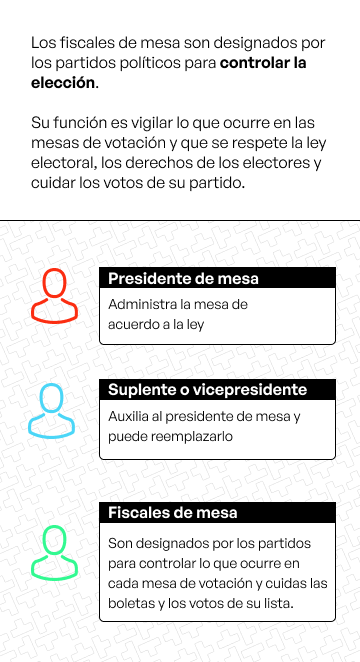 Los fiscales de mesa son designados por
los partidos políticos para controlar la
elección.
Su función es vigilar lo que ocurre en las
mesas de votación y que se respete la ley
electoral, los derechos de los electores y
cuidar los votos de su partido.
Presidente de mesa
Administra la mesa de
acuerdo a la ley
Suplente o vicepresidente
Auxilia al presidente de mesa y
puede reemplazarlo
Fiscales de mesa
Son designados por los partidos
para controlar lo que ocurre en
cada mesa de votación y cuidas las
boletas y los votos de su lista.